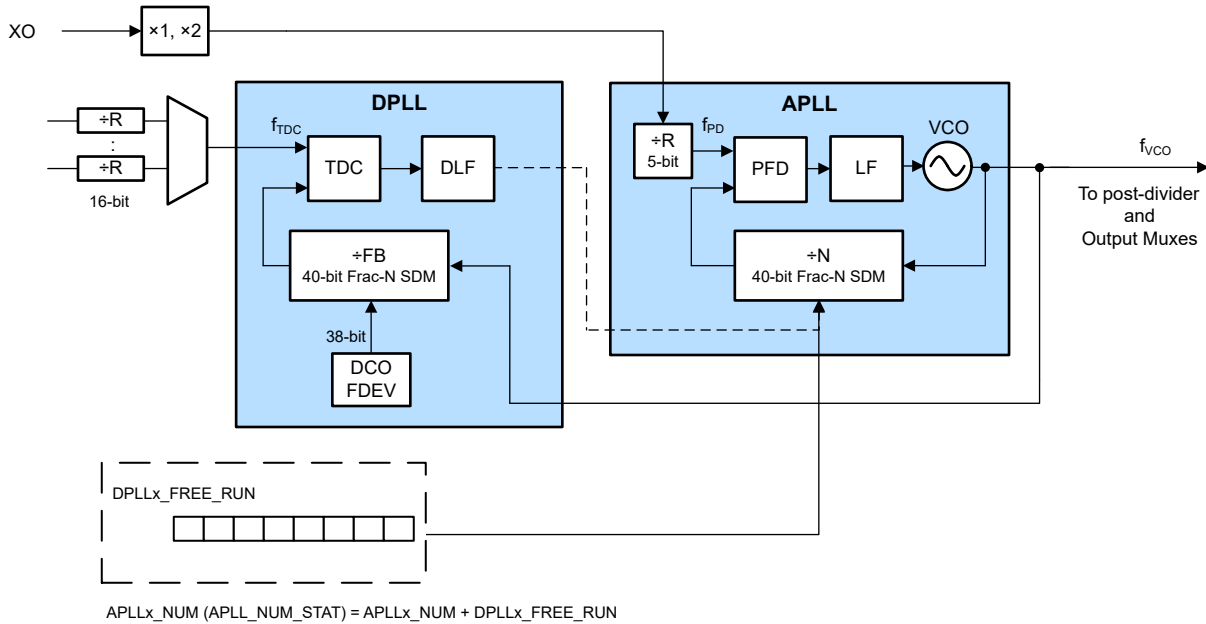 XO
×1, ×2
DPLL
APLL
÷R
:
÷R
16-bit
fTDC
TDC
DLF
÷R
5-bit
fPD
PFD
LF
VCO
fVCO
To post-divider
and
Output Muxes
÷FB
40-bit Frac-N SDM
÷N
40-bit Frac-N SDM
38-bit
DCO
FDEV
DPLLx_FREE_RUN
APLLx_NUM (APLL_NUM_STAT) = APLLx_NUM + DPLLx_FREE_RUN